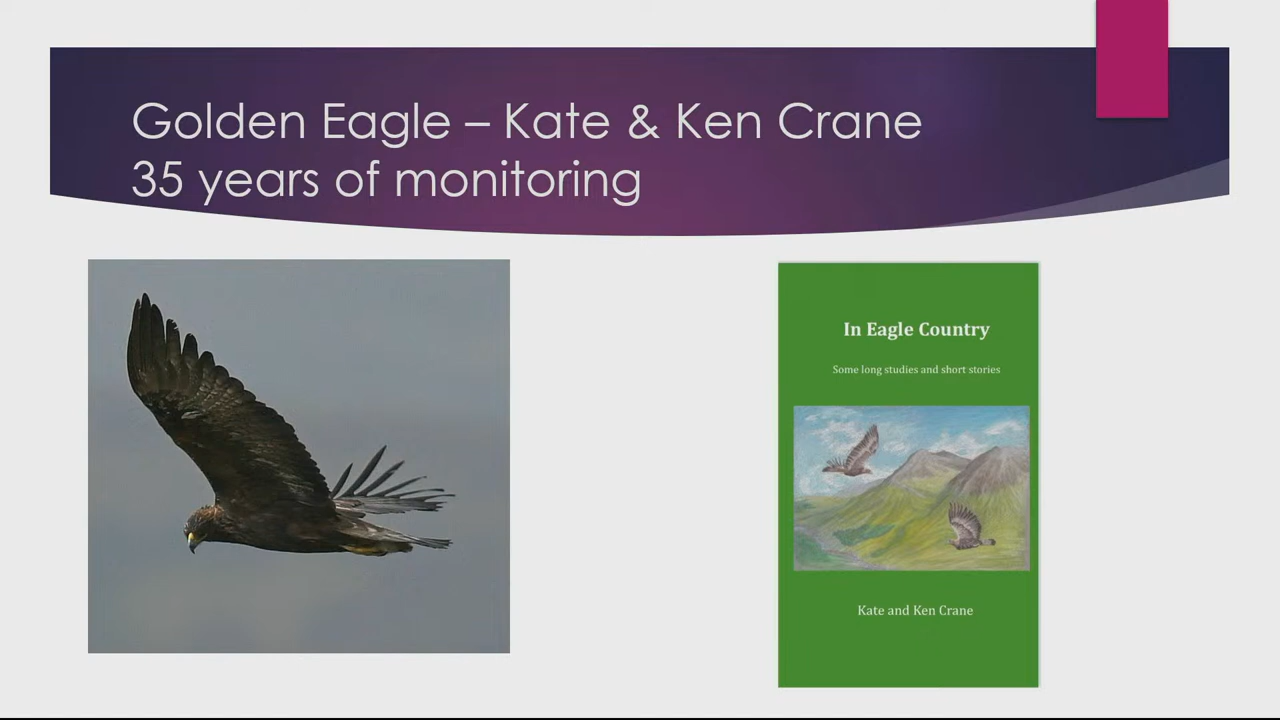 Golden Eagle – Kate & Ken Crane
35 years of monitoring
In Eagle Country
Some long studies and short stories
Kate and Ken Crane